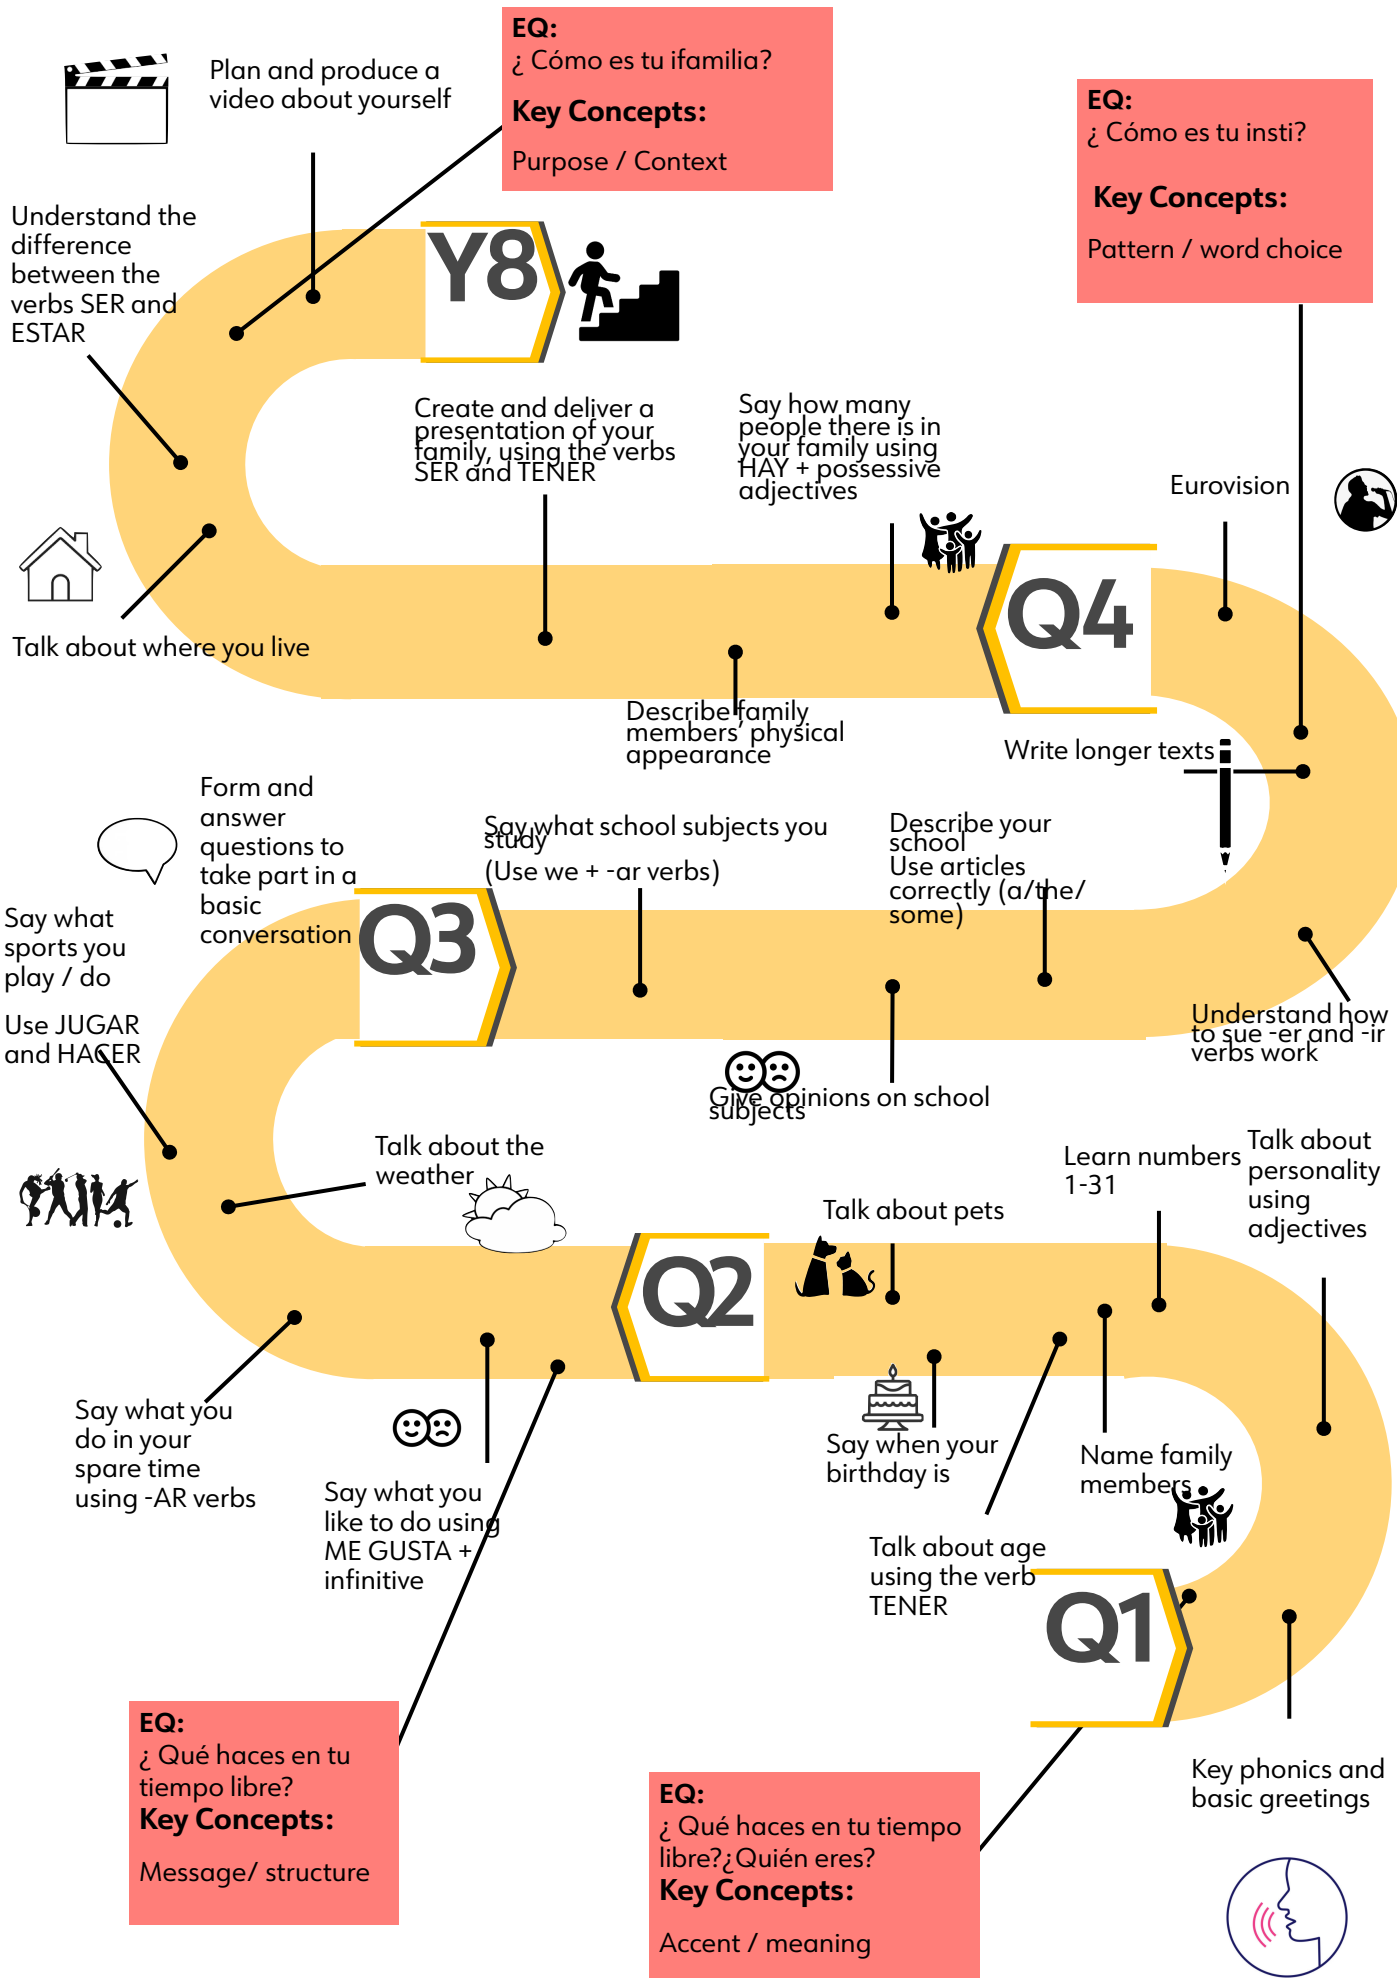 EQ:
¿ Cómo es tu ifamilia?
Key Concepts:
Purpose / Context
Plan and produce a
video about yourself
EQ:
¿ Cómo es tu insti?
Key Concepts:
Pattern / word choice
Understand the
difference
between the
verbs SER and
ESTAR
Y8
Create and deliver a
presentation of your
family, using the verbs
SER and TENER
Say how many
people there is in
your family using
HAY + possessive
adjectives
Eurovision
Talk about where you live
Q4
Describe family
members’ physical
appearance
Write longer texts
Form and
answer
questions to
take part in a
basic
conversation
Say what school subjects you
study
(Use we + -ar verbs)
Describe your
school
Use articles
correctly (a/the/
some)
Say what
sports you
play / do
Use JUGAR
and HACER
Q3
Understand how
to sue -er and -ir
verbs work
Give opinions on school
subjects
Talk about the
weather
Talk about pets
Learn numbers
1-31
Talk about
personality
using
adjectives
Q2
Say what you
do in your
spare time
using -AR verbs
Say what you
like to do using
ME GUSTA +
infinitive
Say when your
birthday is
Name family
members
Talk about age
using the verb
TENER
Q1
EQ:
¿ Qué haces en tu
tiempo libre?
Key Concepts:
Message/ structure
EQ:
¿ Qué haces en tu tiempo
libre?¿Quién eres?
Key Concepts:
Accent / meaning
Key phonics and
basic greetings